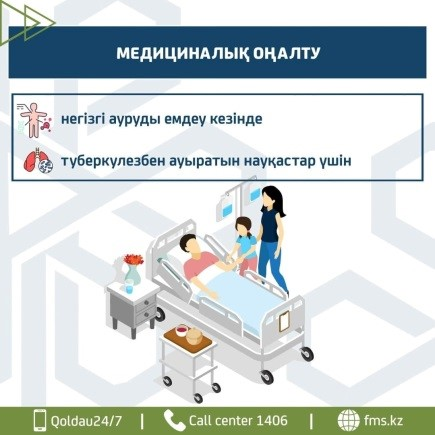 МЕДИЦИНАЛЫҚ ОҢАЛТУ
негізгі ауруды емдеу кезінде
туберкулезбен ауыратын науқастар үшін
Qoldau24/7 | Call center 1406 | fms.kz